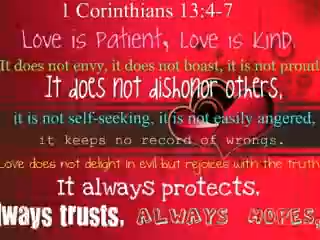 1 Corinthians 13:4-7
Love is Patient, Love is Kind.
It does not envy, it does not boast, it is not proud
It does not dishonor others,
it is not self-seeking, it is not easily angered,
it keeps no record of wrongs.
Love does not delight in evil but rejoices with the truth
It always protects,
lways trusts, ALWAYS HOPES,